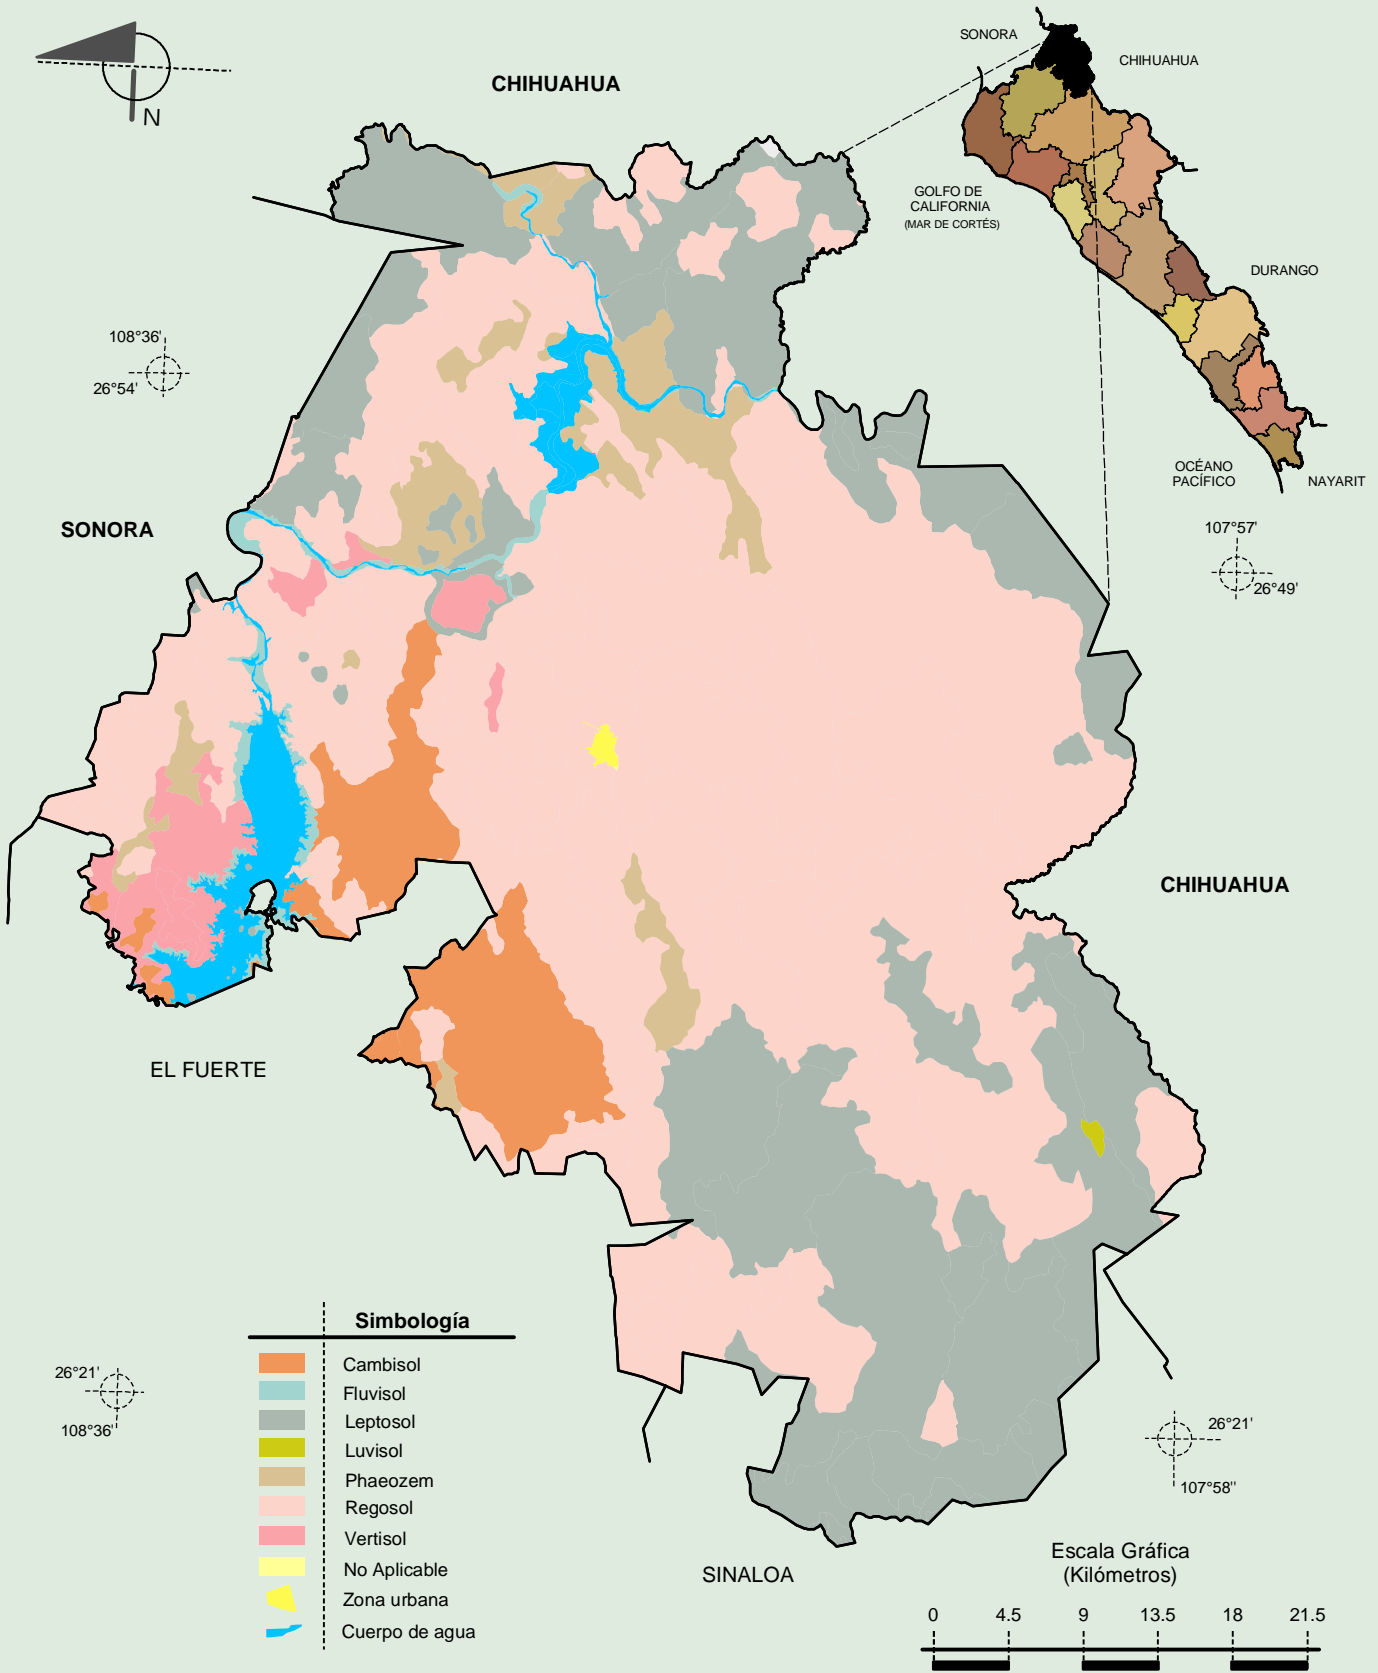 N
CHIHUAHUA
SONORA
CHIHUAHUA
GOLFO DE
CALIFORNIA
(MAR DE CORTÉS)
DURANGO
OCÉANO
PACÍFICO
NAYARIT
108°36'
26°54'
SONORA
107°57'
26°49'
CHIHUAHUA
EL FUERTE
Simbología
Cambisol
Fluvisol
Leptosol
Luvisol
Phaeozem
Regosol
Vertisol
No Aplicable
Zona urbana
Cuerpo de agua
26°21'
108°36'
26°21'
107°58"
SINALOA
Escala Gráfica
(Kilómetros)
0 4.5 9 13.5 18 21.5